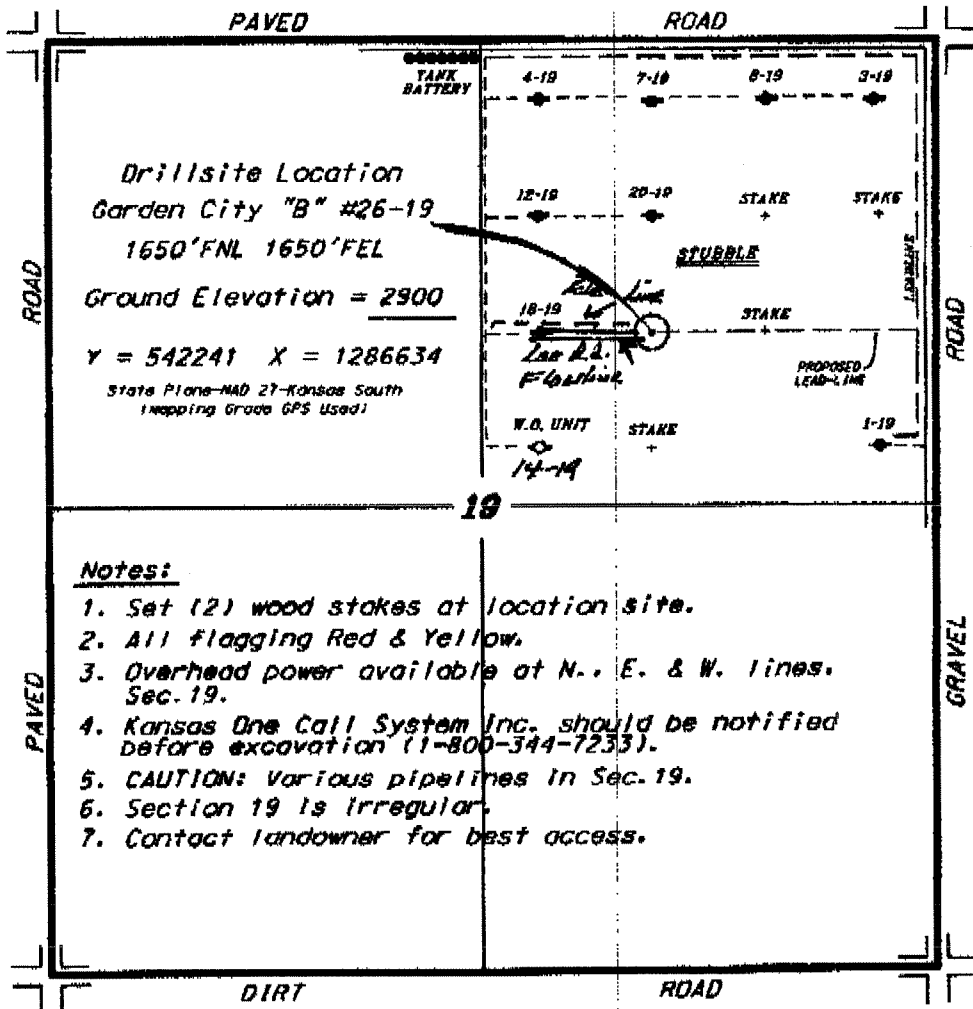 PAVED ROAD
TANK
BATTERY
4-19 7-19 8-19 3-19
Drillsite Location
Garden City "B" #26-19
1650'FNL 1650'FEL
Ground Elevation = 2900
Y = 542241 X = 1286634
State Plane-NAD 27-Kansas South
(Mapping Grade GPS Used)
12-19 20-19 STAKE STAKE
STUBBLE
LEADLINE
Line
18-19 STAKE
Flowline
PROPOSED
LEAD-LINE
W.O. UNIT STAKE 1-19
14-19
19
ROAD
ROAD
Notes:
1. Set (2) wood stakes at location site.
2. All flagging Red & Yellow.
3. Overhead power available at N., E. & W. lines.
Sec. 19.
4. Kansas One Call System Inc. should be notified
before excavation (1-800-344-7233).
5. CAUTION: Various pipelines in Sec. 19.
6. Section 19 is irregular.
7. Contact landowner for best access.
PAVED
GRAVEL
DIRT ROAD